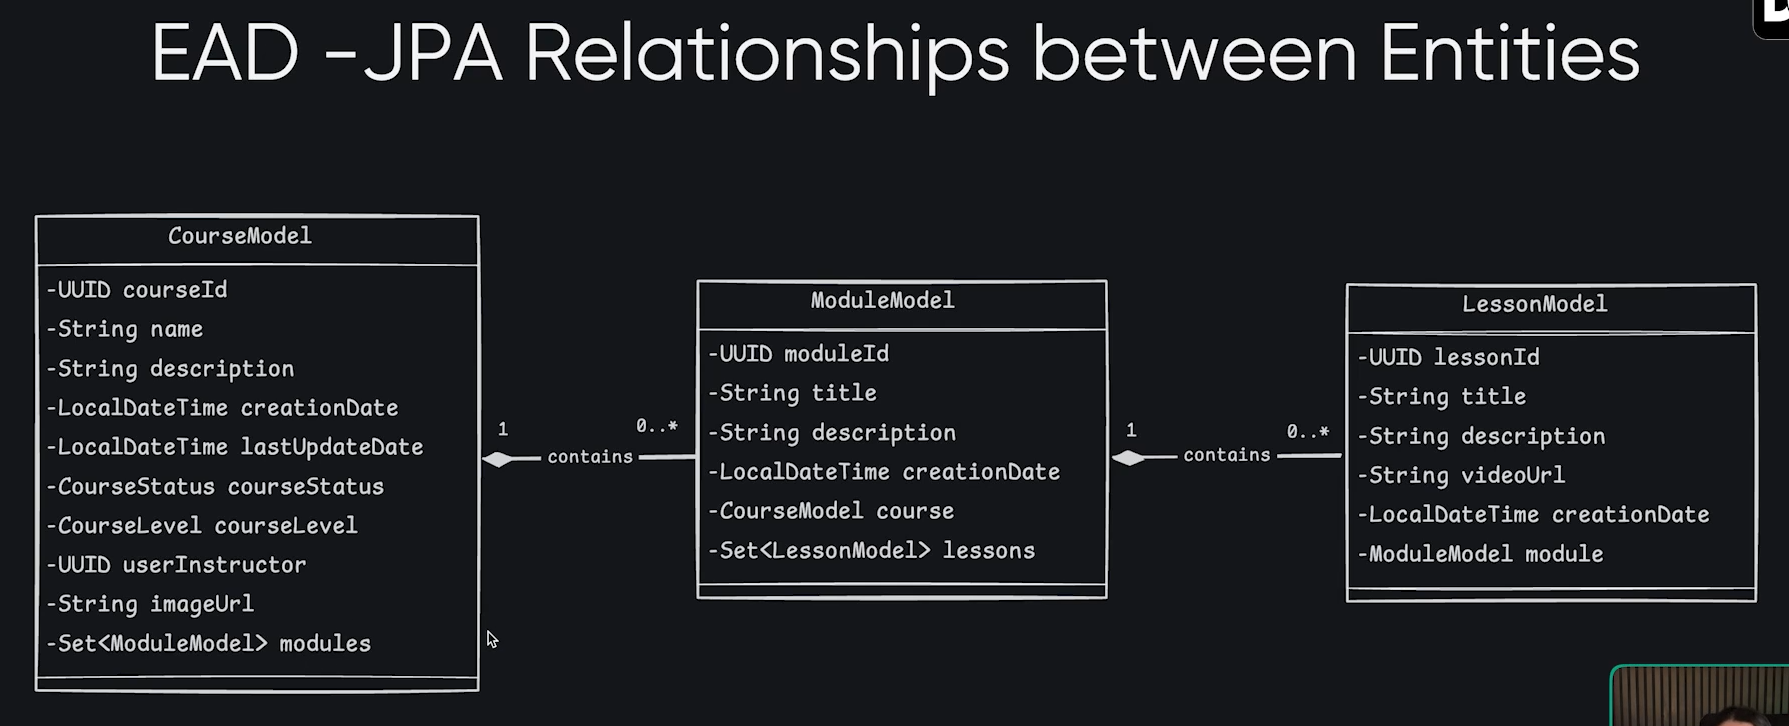 EAD -JPA Relationships between Entities
CourseModel
-UUID courseId
-String name
-String description
-LocalDateTime creationDate
-LocalDateTime lastUpdateDate
-CourseStatus courseStatus
-CourseLevel courseLevel
-UUID userInstructor
-String imageUrl
-Set<ModuleModel> modules
1
contains
0..*
ModuleModel
-UUID moduleId
-String title
-String description
-LocalDateTime creationDate
-CourseModel course
-Set<LessonModel> lessons
1
contains
0..*
LessonModel
-UUID lessonId
-String title
-String description
-String videoUrl
-LocalDateTime creationDate
-ModuleModel module